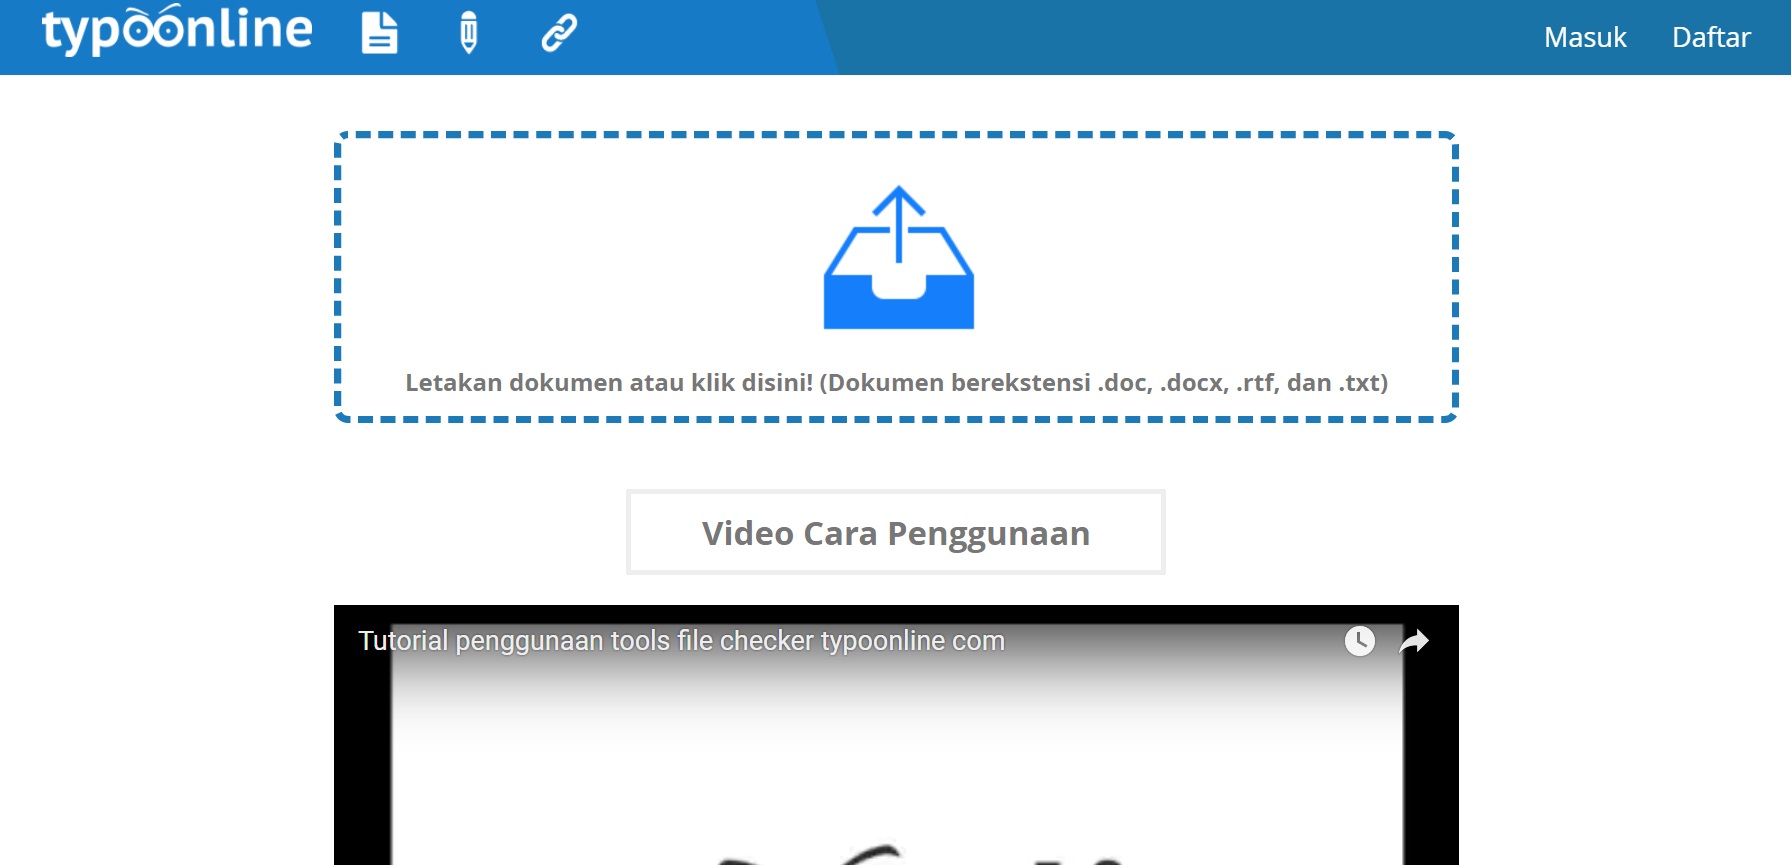 typoonline
Masuk Daftar
Letakan dokumen atau klik disini! (Dokumen berekstensi .doc, .docx, .rtf, dan .txt)
Video Cara Penggunaan
Tutorial penggunaan tools file checker typoonline com